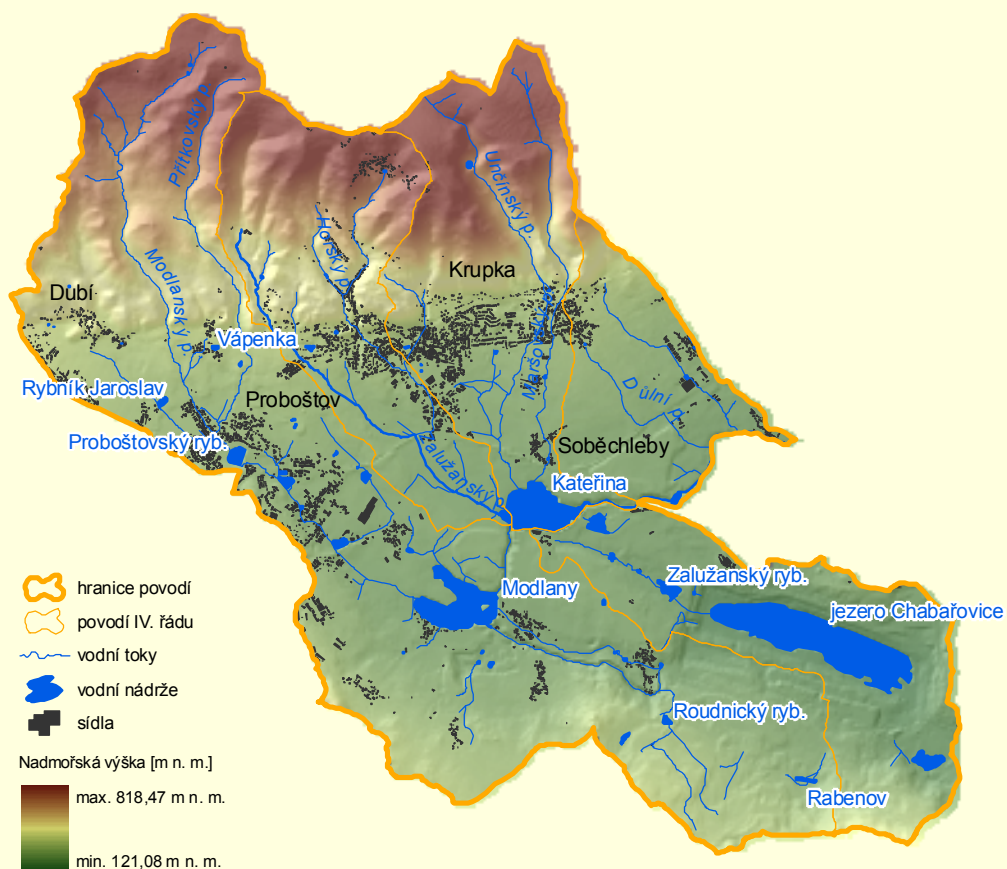 Přítkovský p.
Unčínský p.
Horský p.
Modlanský p.
Krupka
Dubí
Vápenka
Maršovský p.
Rybník Jaroslav
Proboštov
Důlní p.
Proboštovský ryb.
Zalužanský p.
Soběchleby
Kateřina
Modlany
Zalužanský ryb.
jezero Chabařovice
Roudnický ryb.
Rabenov
hranice povodí
povodí IV. řádu
vodní toky
vodní nádrže
sídla
Nadmořská výška [m n. m.]
max. 818,47 m n. m.
min. 121,08 m n. m.